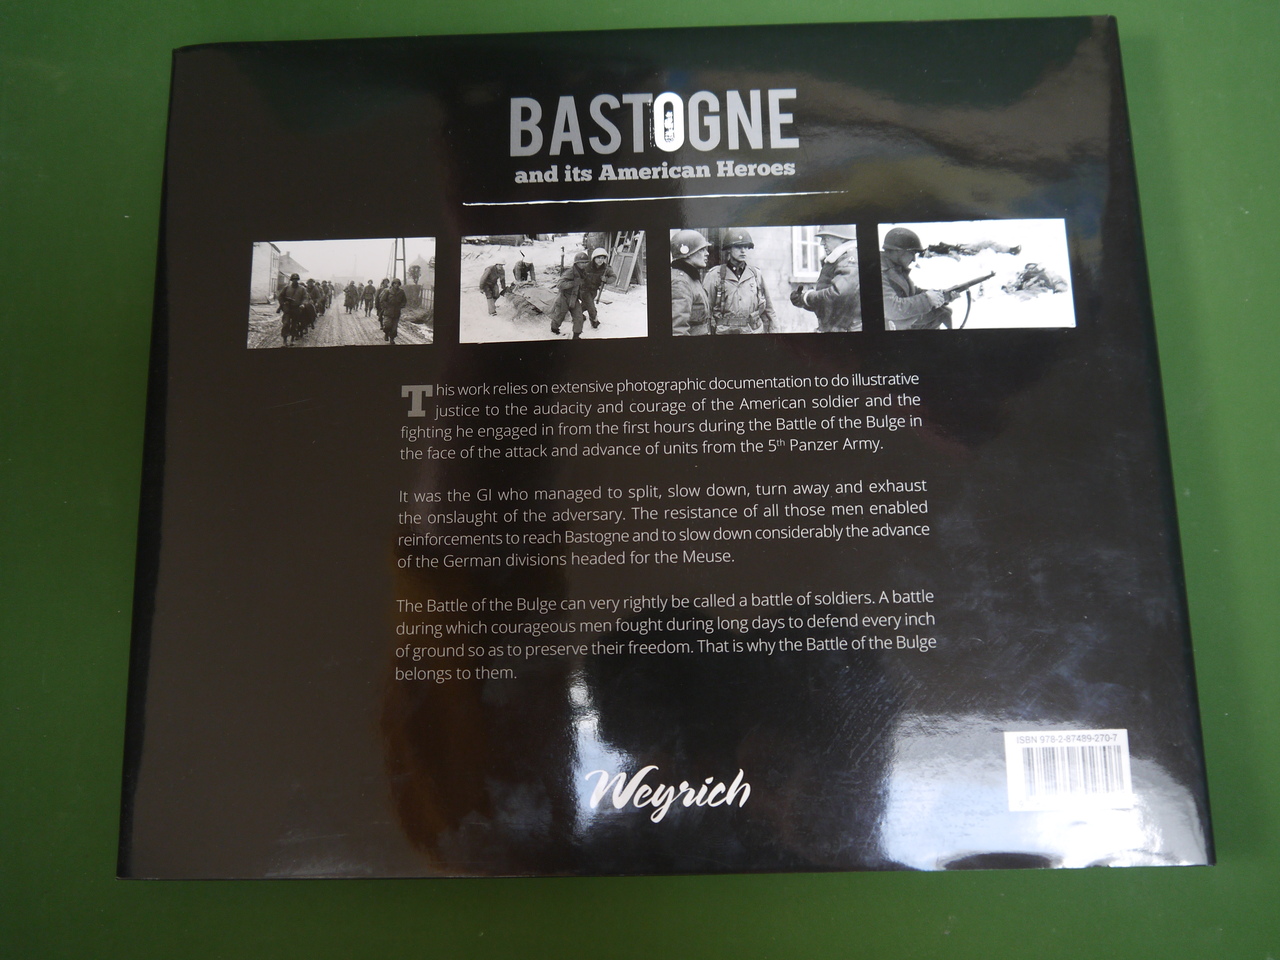 BASTOGNE
and its American Heroes
This work relies on extensive photographic documentation to do illustrative
justice to the audacity and courage of the American soldier and the
fighting he engaged in from the first hours during the Battle of the Bulge in
the face of the attack and advance of units from the 5th Panzer Army.
It was the GI who managed to split, slow down, turn away and exhaust
the onslaught of the adversary. The resistance of all those men enabled
reinforcements to reach Bastogne and to slow down considerably the advance
of the German divisions headed for the Meuse.
The Battle of the Bulge can very rightly be called a battle of soldiers. A battle
during which courageous men fought during long days to defend every inch
of ground so as to preserve their freedom. That is why the Battle of the Bulge
belongs to them.
Weyrich
ISBN 978-2-87489-270-7